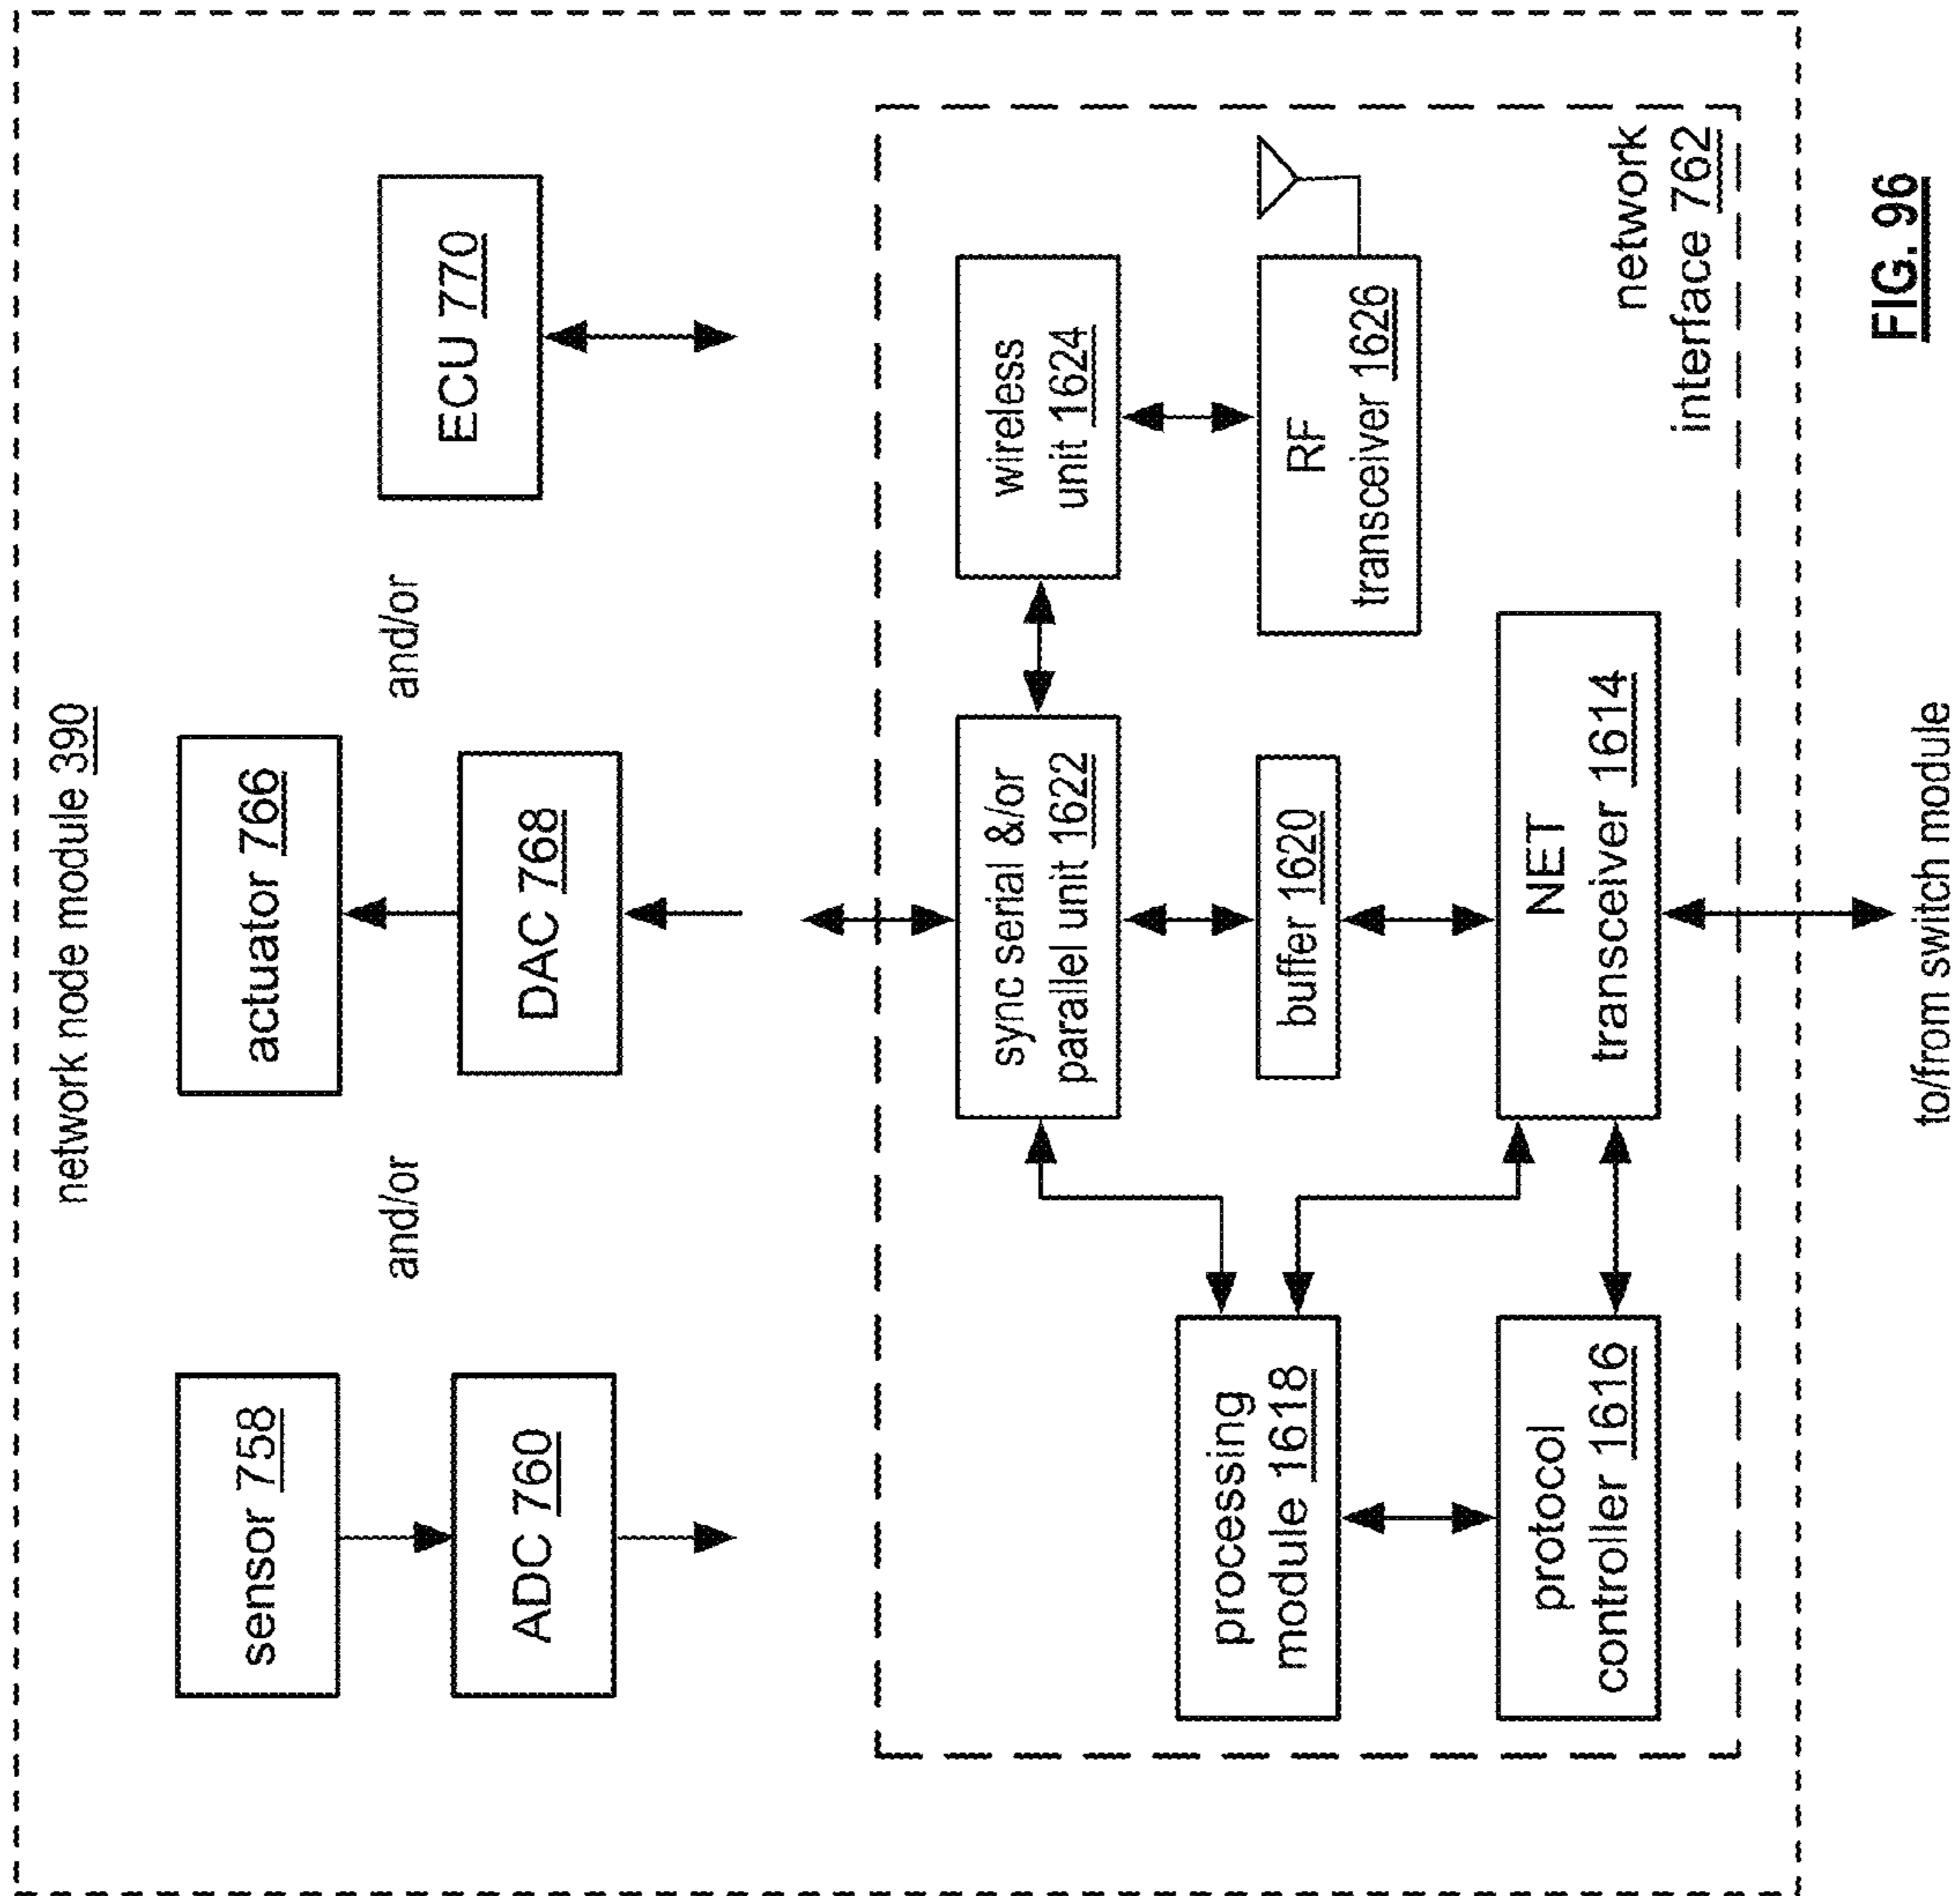 network node module 390
sensor 758
ADC 760
and/or
actuator 766
DAC 768
and/or
ECU 770
sync serial &/or
parallel unit 1622
wireless
unit 1624
processing
module 1618
buffer 1620
RF
transceiver 1626
protocol
controller 1616
NET
transceiver 1614
network
interface 762
to/from switch module
FIG. 96